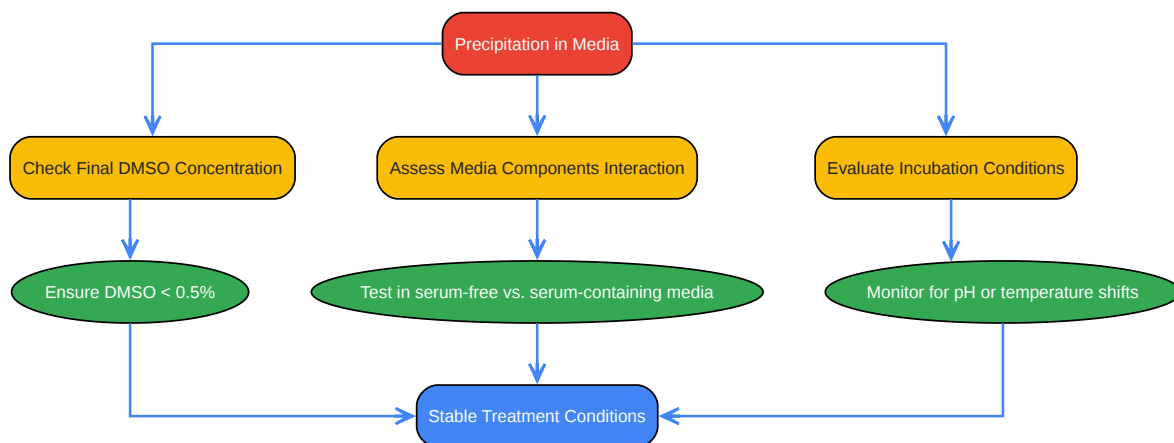 Precipitation in Media
Check Final DMSO Concentration
Assess Media Components Interaction
Evaluate Incubation Conditions
Ensure DMSO < 0.5%
Test in serum-free vs. serum-containing media
Monitor for pH or temperature shifts
Stable Treatment Conditions